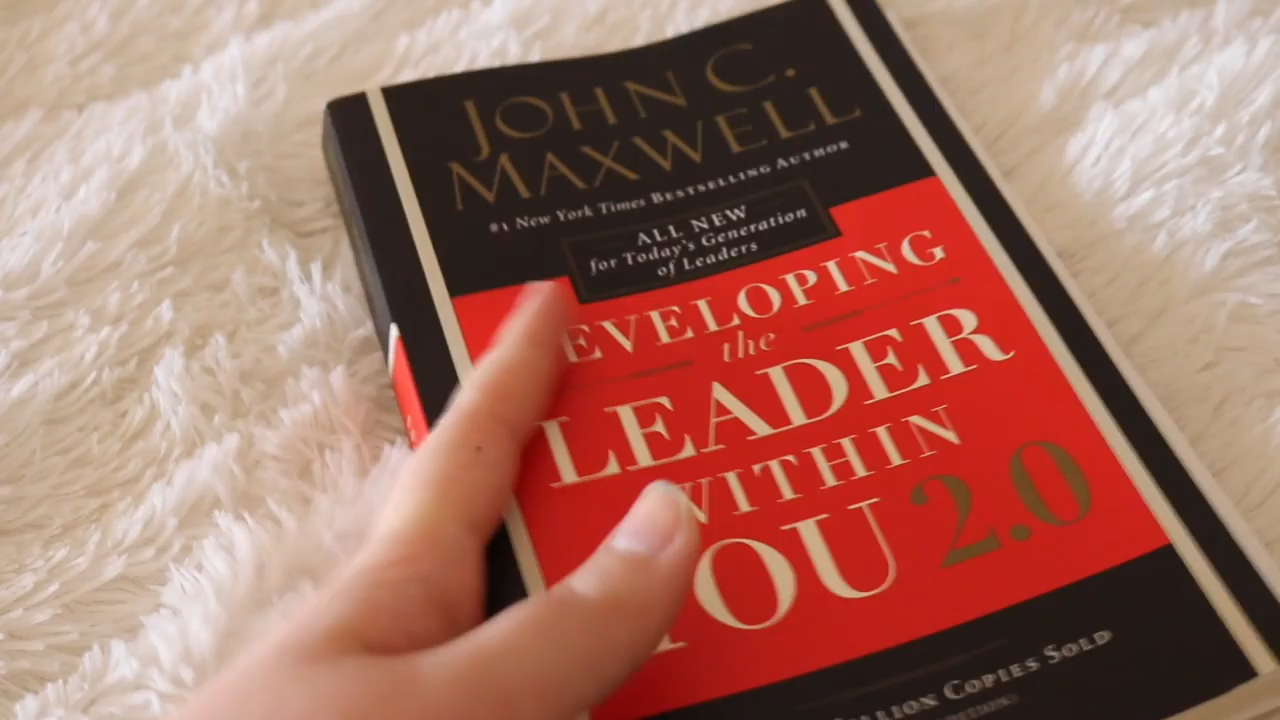 JOHN C.
MAXWELL
#1 New York Times BESTSELLING AUTHOR
ALL NEW
for Today's Generation
of Leaders
EVELOPING
the
LEADER
WITHIN
YOU 2.0
COPIES SOLD